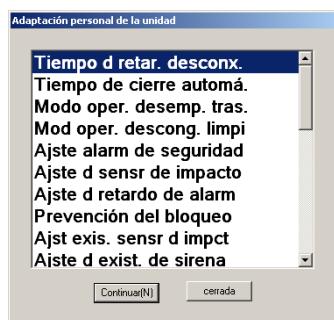 Adaptación personal de la unidad
Tiempo d retar. desconx.
Tiempo de cierre automá.
Modo oper. desemp. tras.
Mod oper. descong. limpi
Ajste alarm de seguridad
Ajste d sensr de impacto
Ajste d retardo de alarm
Prevención del bloqueo
Ajst exis. sensr d impct
Ajste d exist. de sirena
Continuar(N) cerrada